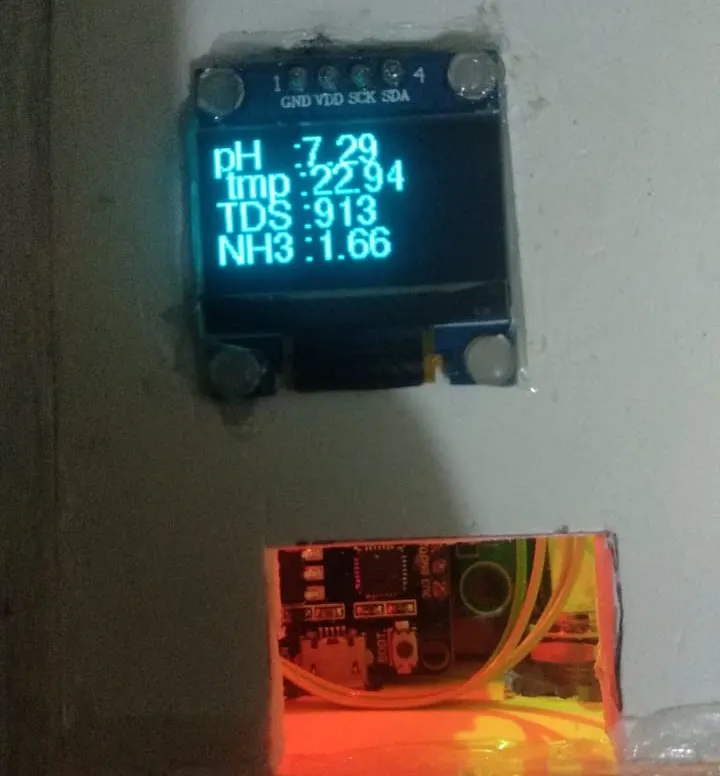 1 4
GND VDD SCK SDA
pH :7.29
tmp :22.94
TDS :913
NH3 :1.66